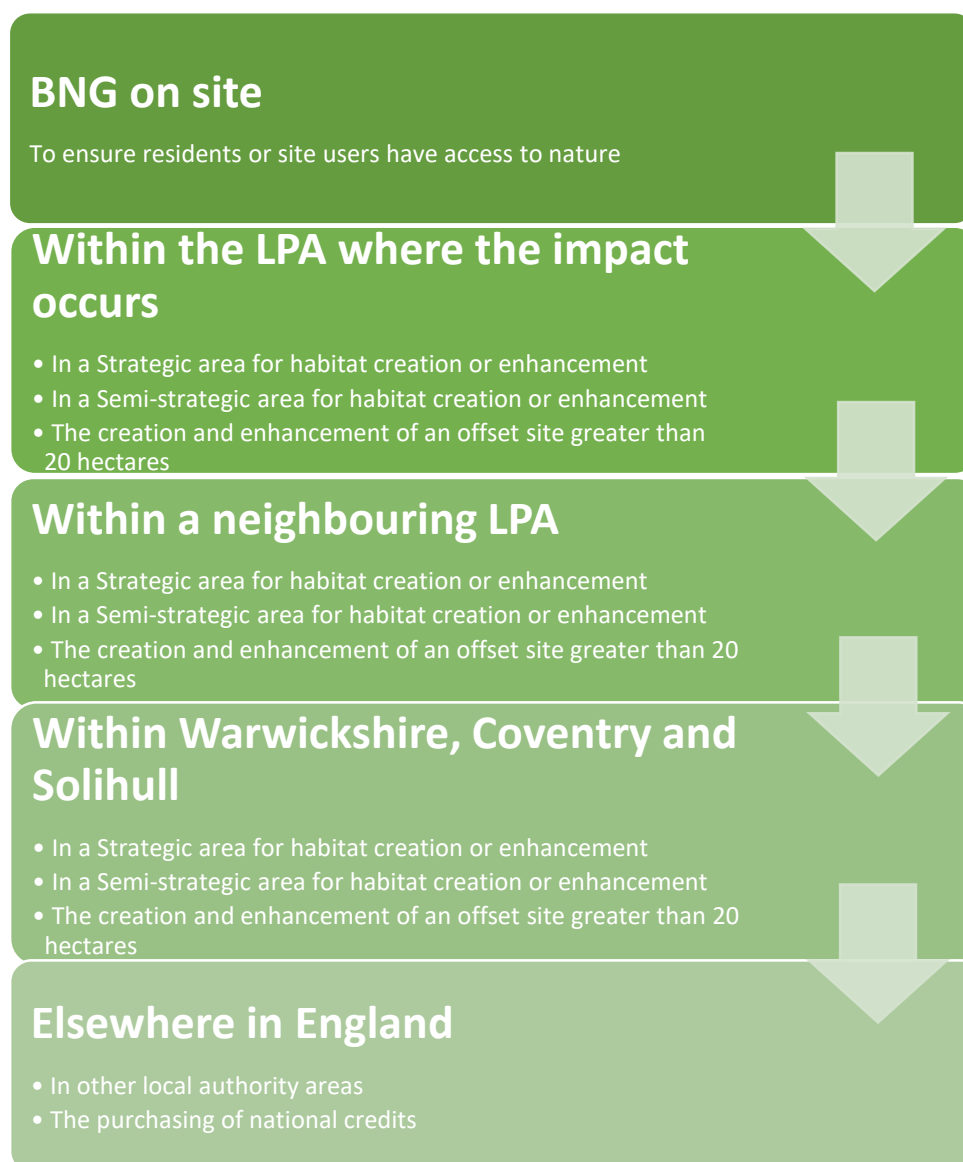 BNG on site
To ensure residents or site users have access to nature
Within the LPA where the impact
occurs
• In a Strategic area for habitat creation or enhancement
• In a Semi-strategic area for habitat creation or enhancement
• The creation and enhancement of an offset site greater than
20 hectares
Within a neighbouring LPA
• In a Strategic area for habitat creation or enhancement
• In a Semi-strategic area for habitat creation or enhancement
• The creation and enhancement of an offset site greater than 20
hectares
Within Warwickshire, Coventry and
Solihull
• In a Strategic area for habitat creation or enhancement
• In a Semi-strategic area for habitat creation or enhancement
• The creation and enhancement of an offset site greater than 20
hectares
Elsewhere in England
• In other local authority areas
• The purchasing of national credits